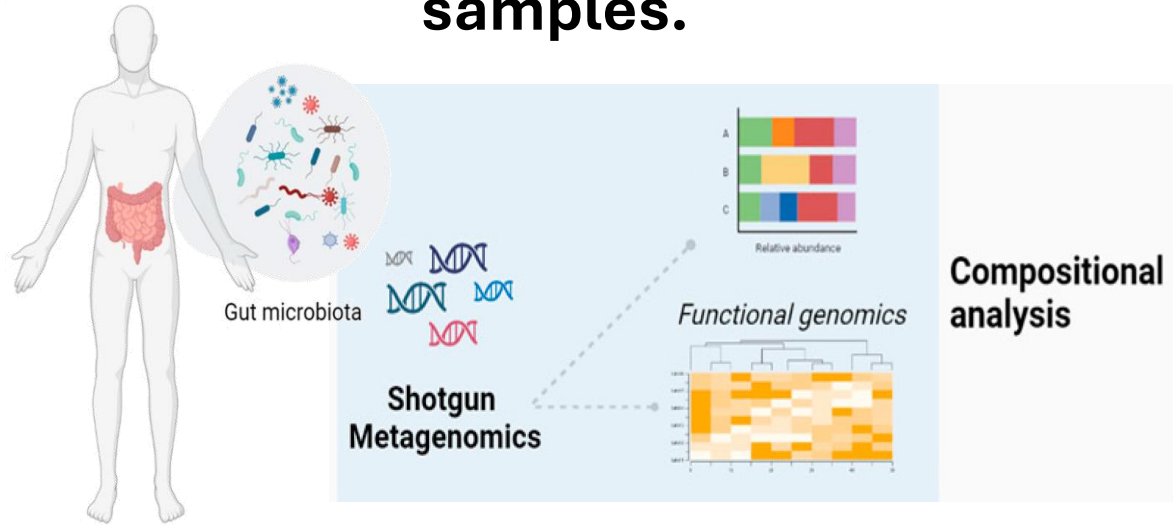 samples.
Gut microbiota
Shotgun
Metagenomics
A
B
C
Relative abundance
Functional genomics
Compositional
analysis